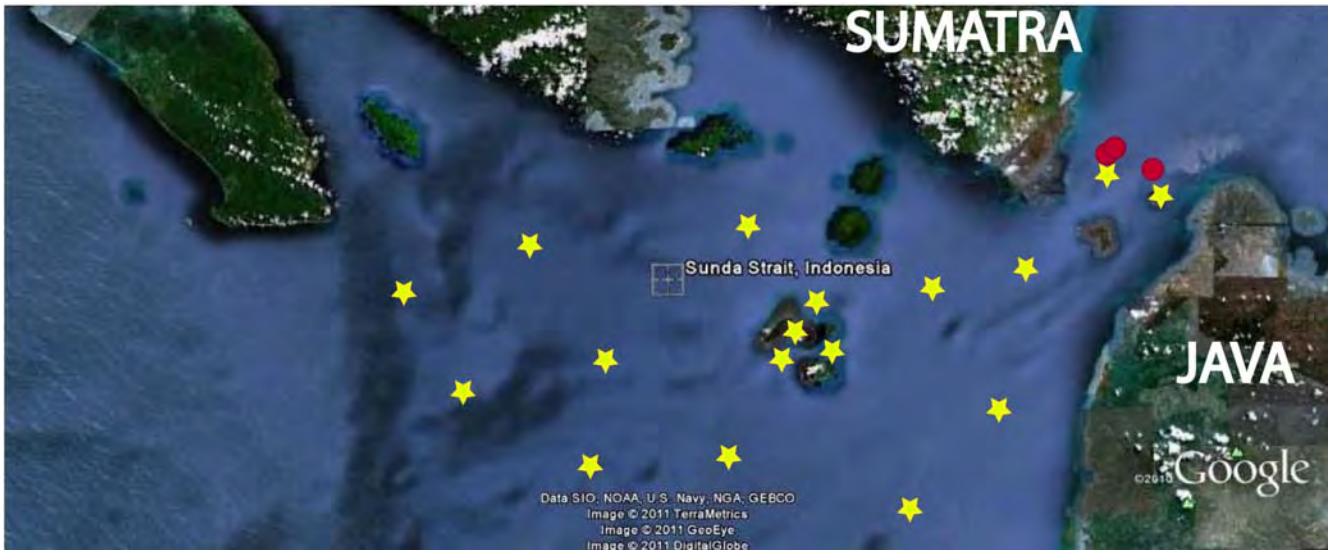 SUMATRA
Sunda Strait, Indonesia
JAVA
©2010 Google
Data SIO, NOAA, U.S. Navy, NGA, GEBCO
Image © 2011 TerraMetrics
Image © 2011 GeoEye
Image © 2011 DigitalGlobe